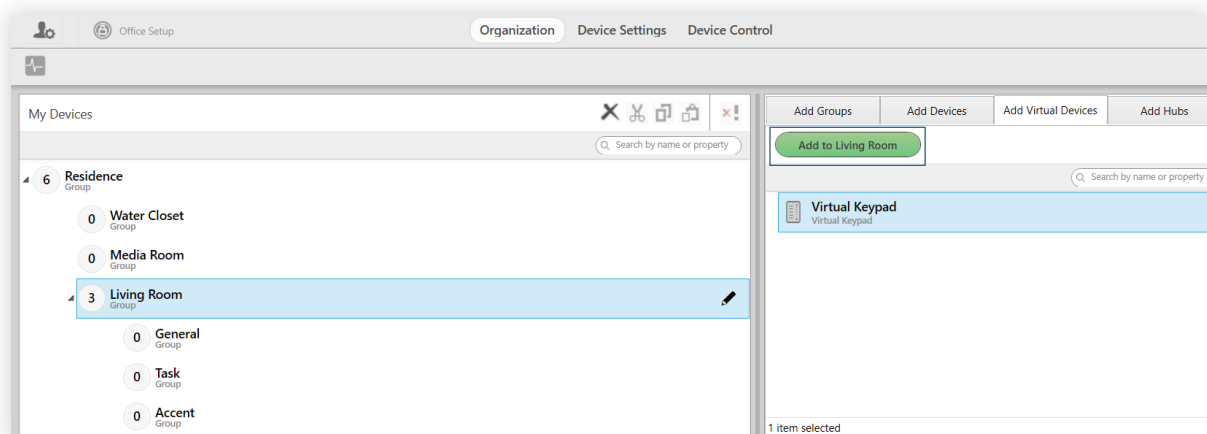 Office Setup
Organization Device Settings Device Control
My Devices
Search by name or property
6 Residence
Group
0 Water Closet
Group
0 Media Room
Group
3 Living Room
Group
0 General
Group
0 Task
Group
0 Accent
Group
Add Groups Add Devices Add Virtual Devices Add Hubs
Add to Living Room
Search by name or property
Virtual Keypad
Virtual Keypad
1 item selected